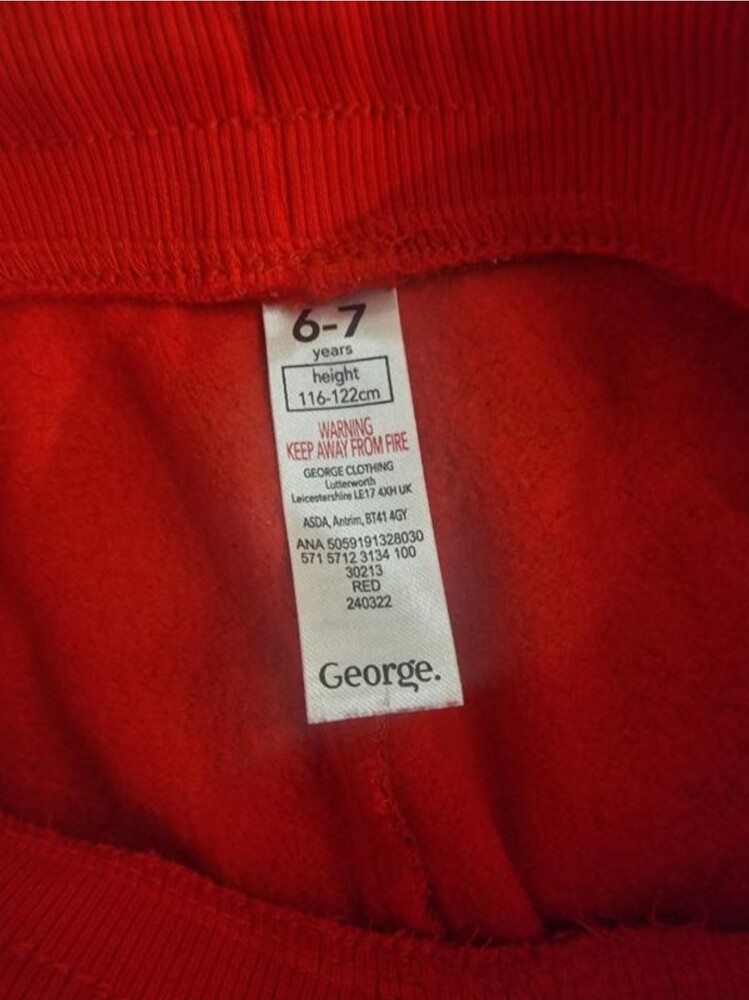 6-7
years
height
116-122cm
WARNING
KEEP AWAY FROM FIRE
GEORGE CLOTHING
Lutterworth
Leicestershire LE17 4XH UK
ASDA, Antrim, BT41 4GY
ANA 5059191328030
571 5712 3134 100
30213
RED
240322
George.